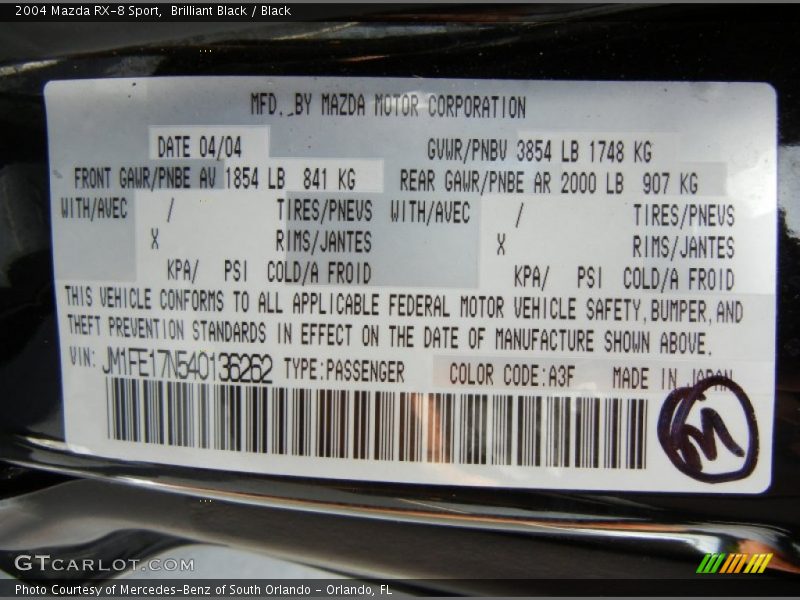 2004 Mazda RX-8 Sport,  Brilliant Black / Black
MFD. BY MAZDA MOTOR CORPORATION
DATE 04/04 GVWR/PNBV 3854 LB 1748 KG
FRONT GAWR/PNBE AV 1854 LB 841 KG REAR GAWR/PNBE AR 2000 LB 907 KG
WITH/AVEC / TIRES/PNEUS WITH/AVEC / TIRES/PNEUS
X RIMS/JANTES X RIMS/JANTES
KPA/ PSI COLD/A FROID KPA/ PSI COLD/A FROID
THIS VEHICLE CONFORMS TO ALL APPLICABLE FEDERAL MOTOR VEHICLE SAFETY, BUMPER, AND
THEFT PREVENTION STANDARDS IN EFFECT ON THE DATE OF MANUFACTURE SHOWN ABOVE.
VIN: JM1FE17N540135252 TYPE:PASSENGER COLOR CODE:A3F MADE IN JAPAN
GTCARLOT.COM
Photo Courtesy of Mercedes-Benz of South Orlando - Orlando, FL